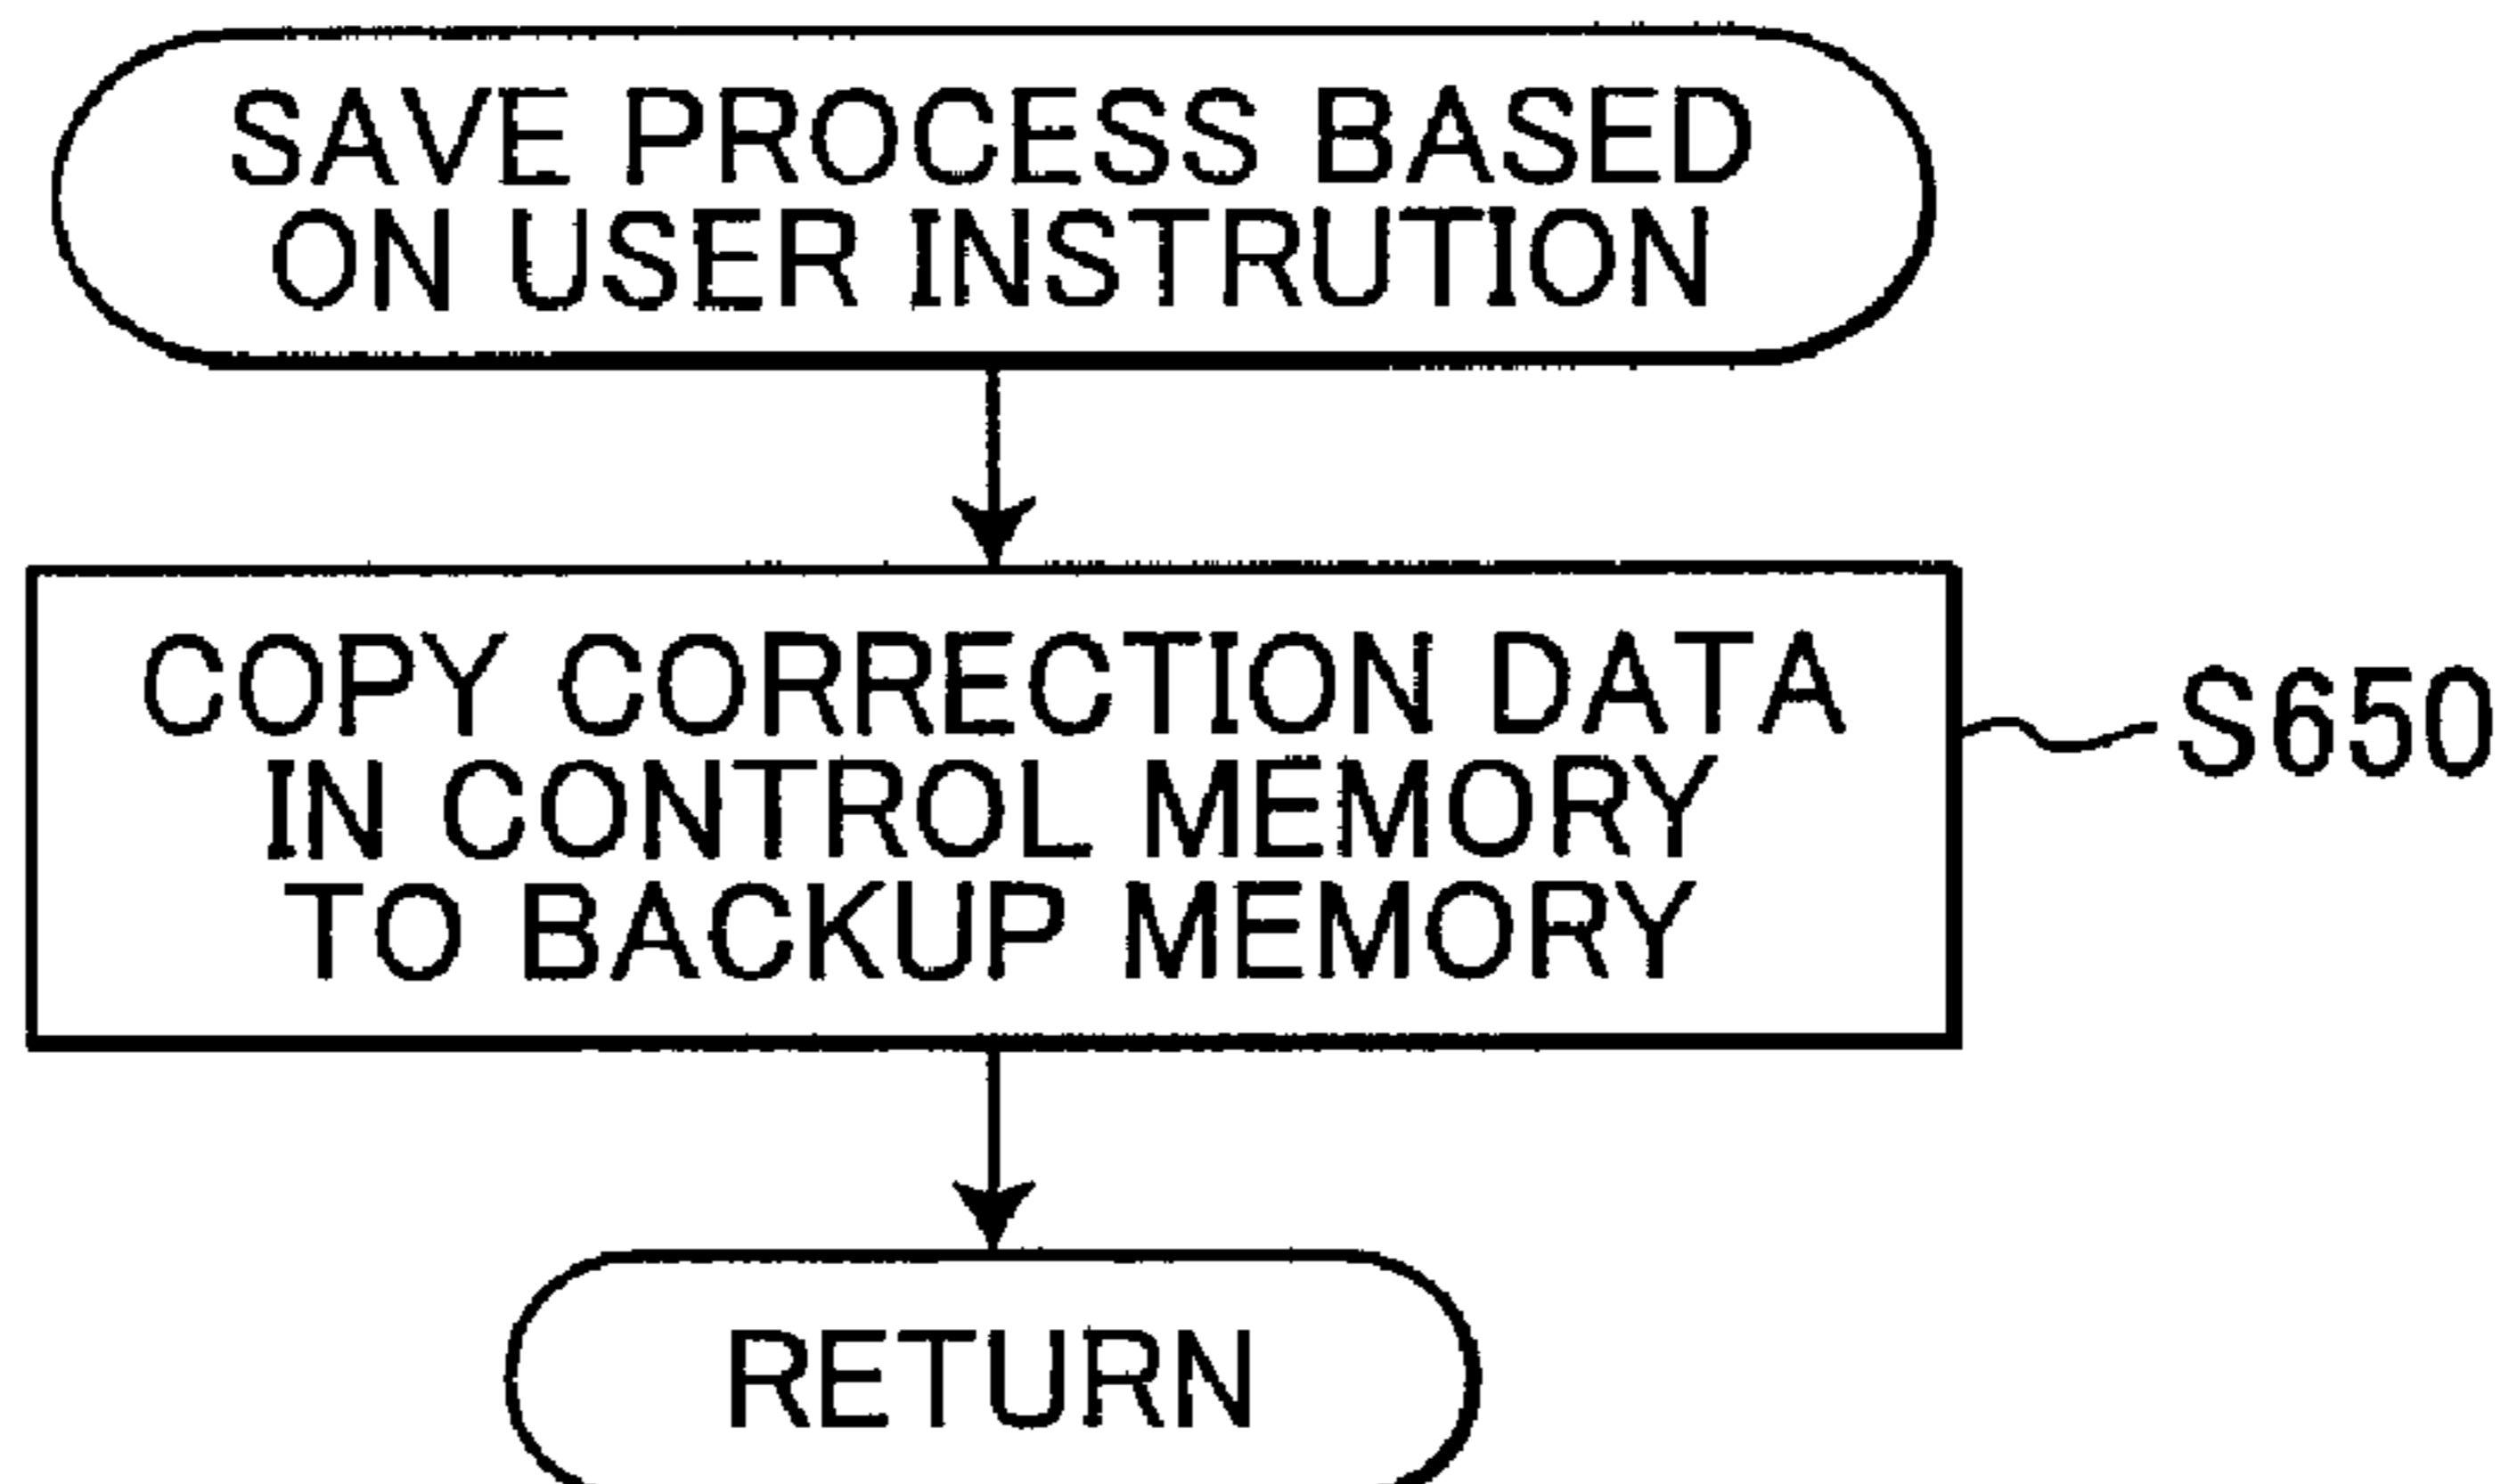 SAVE PROCESS BASED
ON USER INSTRUTION
COPY CORRECTION DATA
IN CONTROL MEMORY
TO BACKUP MEMORY
S650
RETURN